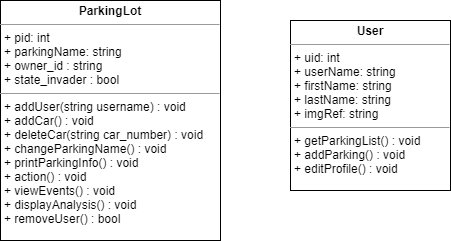 ParkingLot
+ pid: int
+ parkingName: string
+ owner_id : string
+ state_invader : bool
+ addUser(string username) : void
+ addCar() : void
+ deleteCar(string car_number) : void
+ changeParkingName() : void
+ printParkingInfo() : void
+ action() : void
+ viewEvents() : void
+ displayAnalysis() : void
+ removeUser() : bool
User
+ uid: int
+ userName: string
+ firstName: string
+ lastName: string
+ imgRef: string
+ getParkingList() : void
+ addParking() : void
+ editProfile() : void